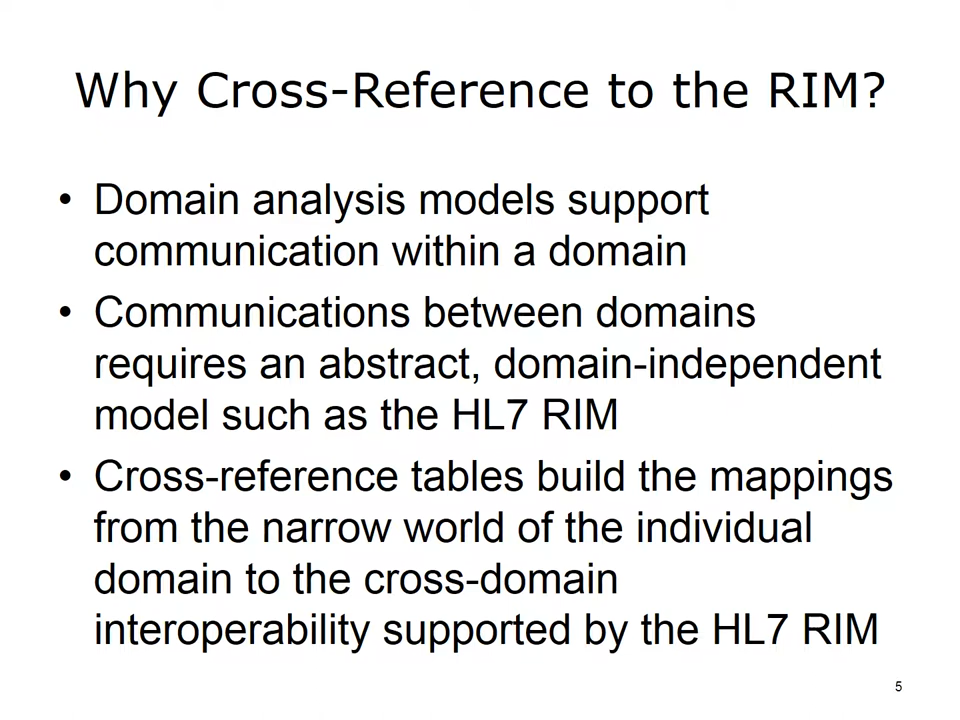 Why Cross-Reference to the RIM?
• Domain analysis models support
communication within a domain
• Communications between domains
requires an abstract, domain-independent
model such as the HL7 RIM
• Cross-reference tables build the mappings
from the narrow world of the individual
domain to the cross-domain
interoperability supported by the HL7 RIM
5